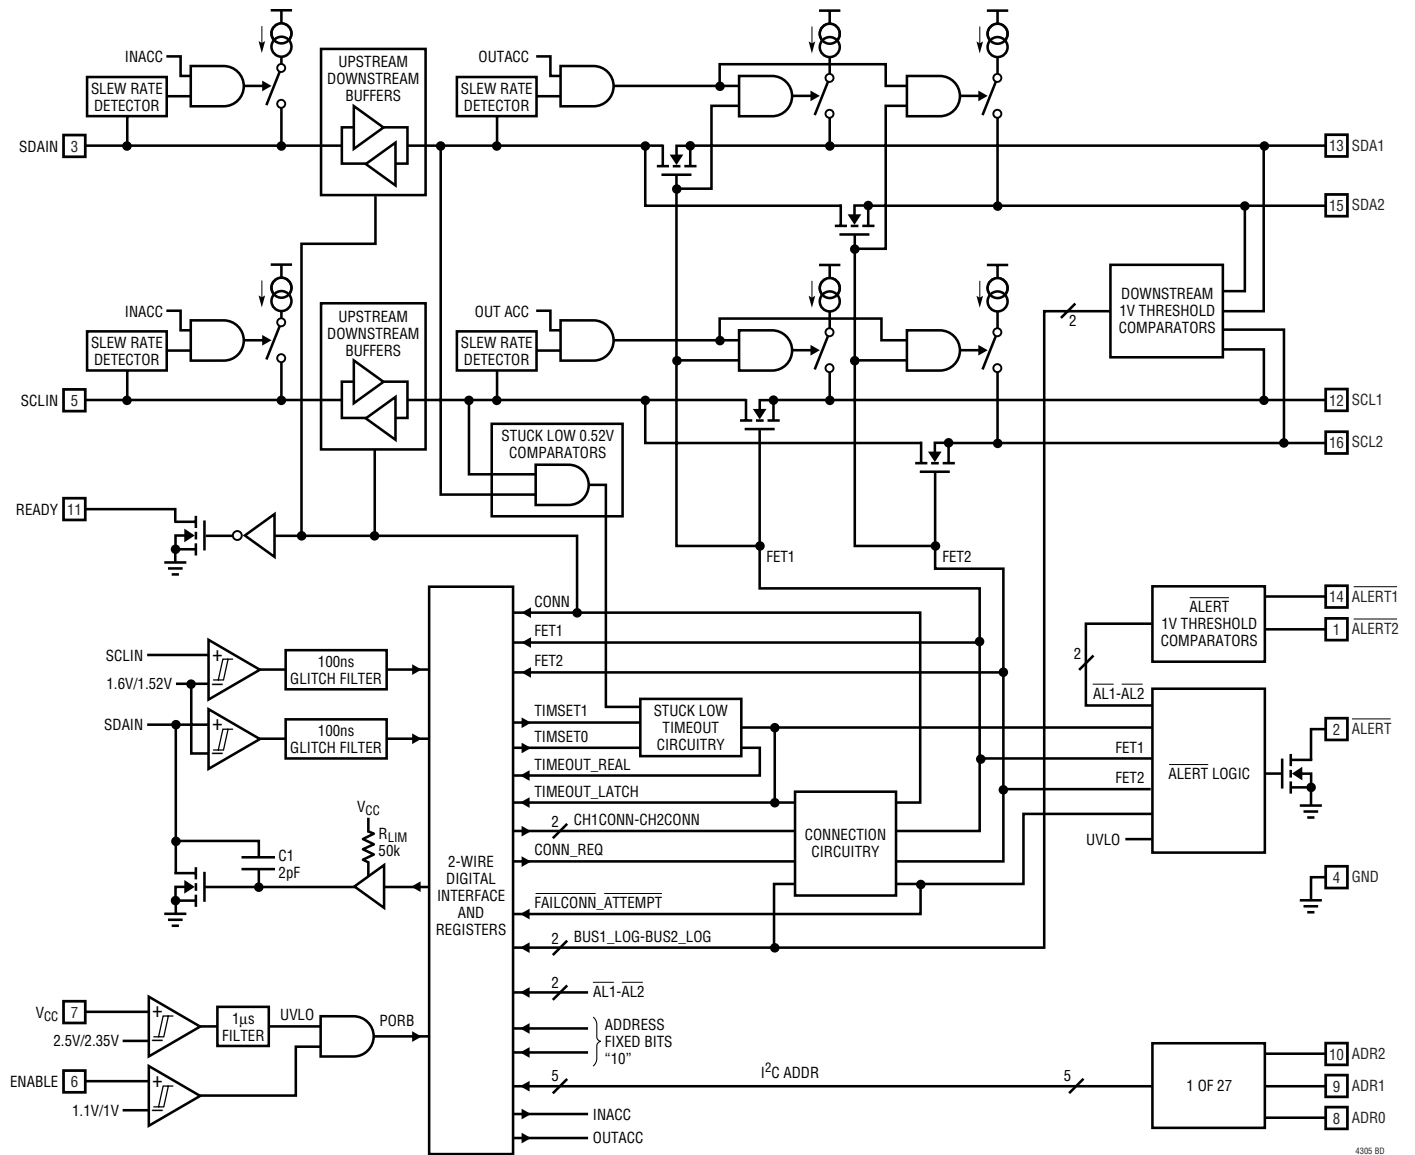 INACC
SLEW RATE
DETECTOR
UPSTREAM
DOWNSTREAM
BUFFERS
OUTACC
SLEW RATE
DETECTOR
SDAIN 3
13 SDA1
15 SDA2
INACC
SLEW RATE
DETECTOR
UPSTREAM
DOWNSTREAM
BUFFERS
OUT ACC
SLEW RATE
DETECTOR
DOWNSTREAM
1V THRESHOLD
COMPARATORS
2
SCLIN 5
12 SCL1
16 SCL2
STUCK LOW 0.52V
COMPARATORS
READY 11
FET1
FET2
CONN
FET1
FET2
ALERT
1V THRESHOLD
COMPARATORS
14 ALERT1
1 ALERT2
2
AL1-AL2
SCLIN
1.6V/1.52V
100ns
GLITCH FILTER
SDAIN
100ns
GLITCH FILTER
TIMSET1
TIMSET0
STUCK LOW
TIMEOUT
CIRCUITRY
TIMEOUT_REAL
TIMEOUT_LATCH
2 CH1CONN-CH2CONN
CONN_REQ
CONNECTION
CIRCUITRY
FET1
FET2
UVLO
ALERT LOGIC
2 ALERT
VCC
RLIM
50k
C1
2pF
2-WIRE
DIGITAL
INTERFACE
AND
REGISTERS
4 GND
FAILCONN_ATTEMPT
2 BUS1_LOG-BUS2_LOG
2 AL1-AL2
ADDRESS
FIXED BITS
“10”
VCC 7
2.5V/2.35V
1µs
FILTER
UVLO
PORB
ENABLE 6
1.1V/1V
5 I2C ADDR 5
1 OF 27
10 ADR2
9 ADR1
8 ADR0
INACC
OUTACC
4305 BD